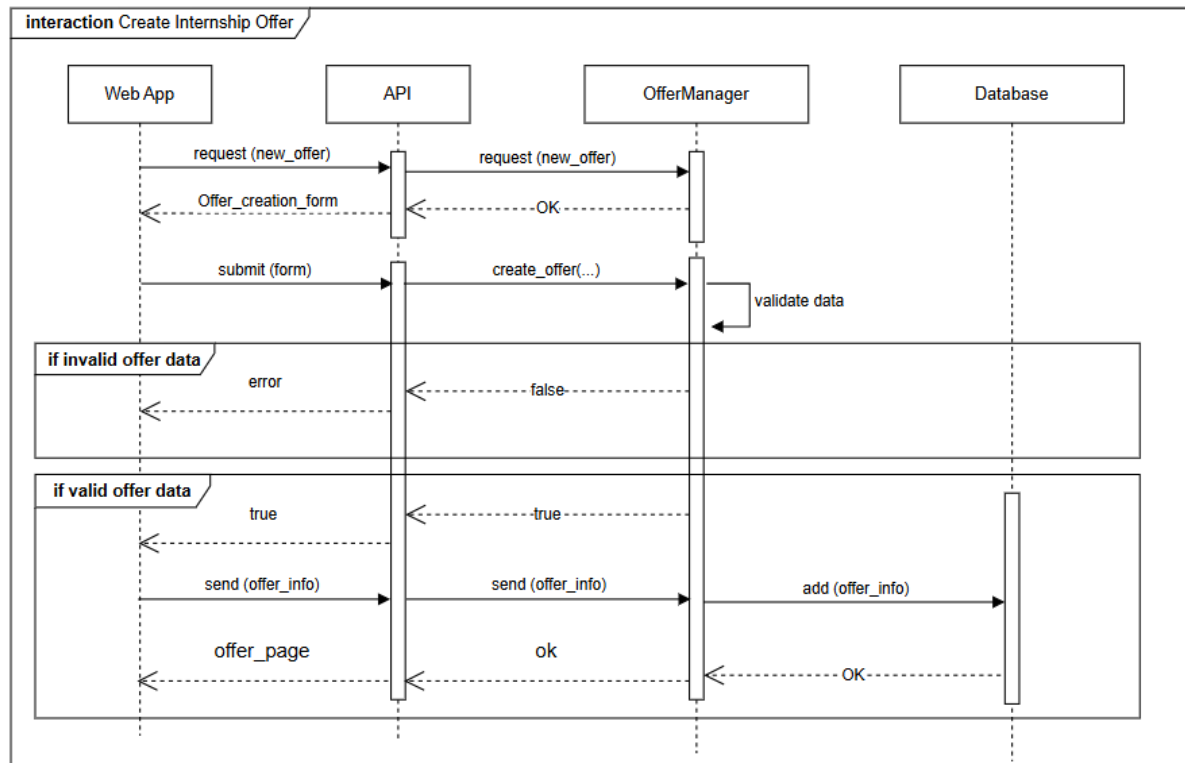 interaction Create Internship Offer
Web App
API
OfferManager
Database
request (new_offer)
request (new_offer)
Offer_creation_form
OK
submit (form)
create_offer(...)
validate data
if invalid offer data
error
false
if valid offer data
true
true
send (offer_info)
send (offer_info)
add (offer_info)
offer_page
ok
OK